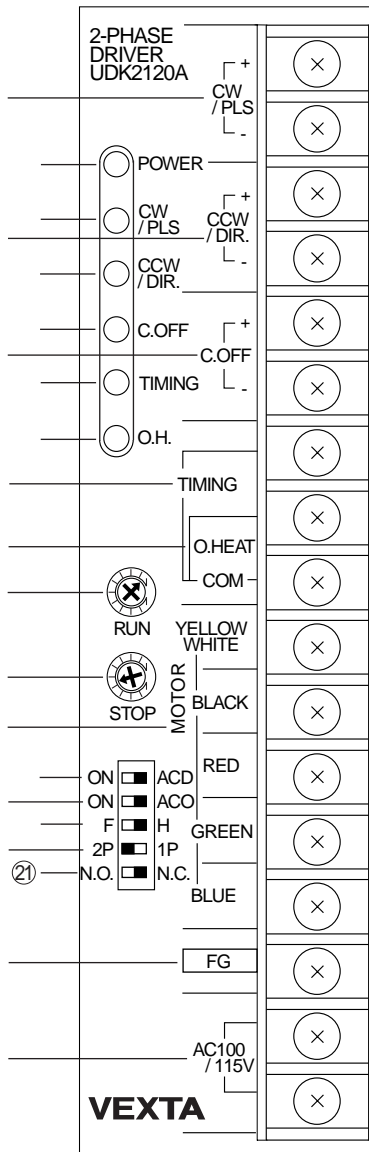 2-PHASE
DRIVER
UDK2120A
+
CW
/PLS
-
POWER
CW
/PLS
+
CCW
/DIR.
-
CCW
/DIR.
C.OFF
+
C.OFF
-
TIMING
O.H.
TIMING
O.HEAT
COM
RUN
YELLOW
WHITE
STOP
MOTOR
BLACK
RED
ON ACD
ON ACO
F H
GREEN
2P 1P
21 N.O. N.C.
BLUE
FG
AC100
/115V
VEXTA